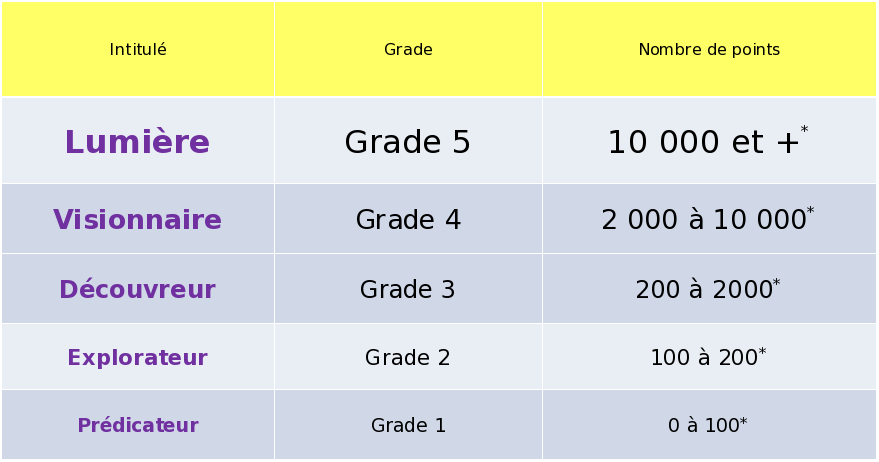 Intitulé Grade Nombre de points
Lumière Grade 5 10 000 et +*
Visionnaire Grade 4 2 000 à 10 000*
Découvreur Grade 3 200 à 2000*
Explorateur Grade 2 100 à 200*
Prédicateur Grade 1 0 à 100*